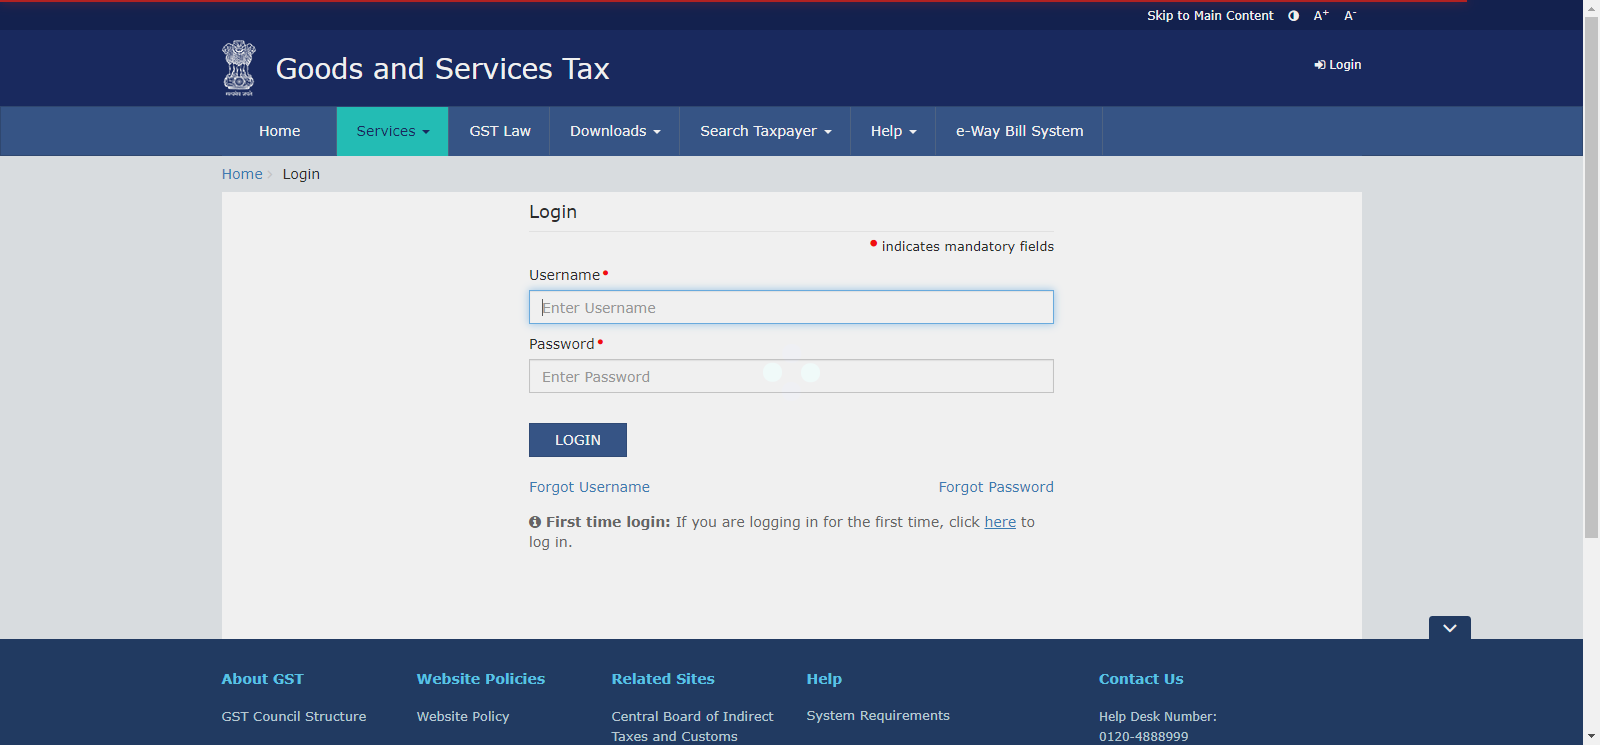 Skip to Main Content A+ A-
Goods and Services Tax
Login
Home Services GST Law Downloads Search Taxpayer Help e-Way Bill System
Home Login
Login
• indicates mandatory fields
Username•
Enter Username
Password•
Enter Password
LOGIN
Forgot Username Forgot Password
First time login: If you are logging in for the first time, click here to
log in.
About GST Website Policies Related Sites Help Contact Us
GST Council Structure Website Policy Central Board of Indirect System Requirements Help Desk Number:
Taxes and Customs 0120-4888999